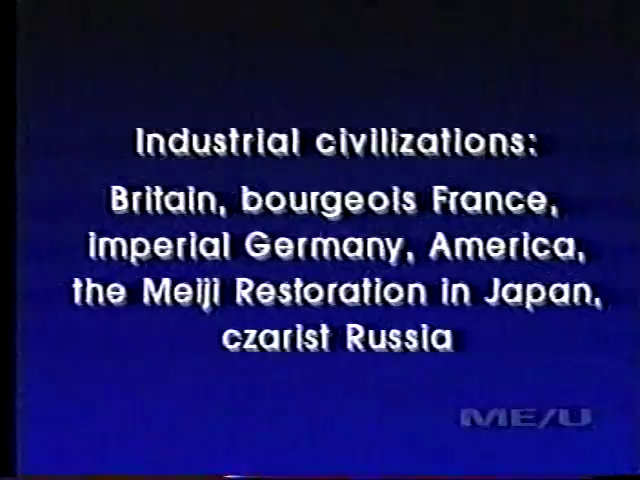 Industrial civilizations:
Britain, bourgeois France,
imperial Germany, America,
the Meiji Restoration in Japan,
czarist Russia
ME/U